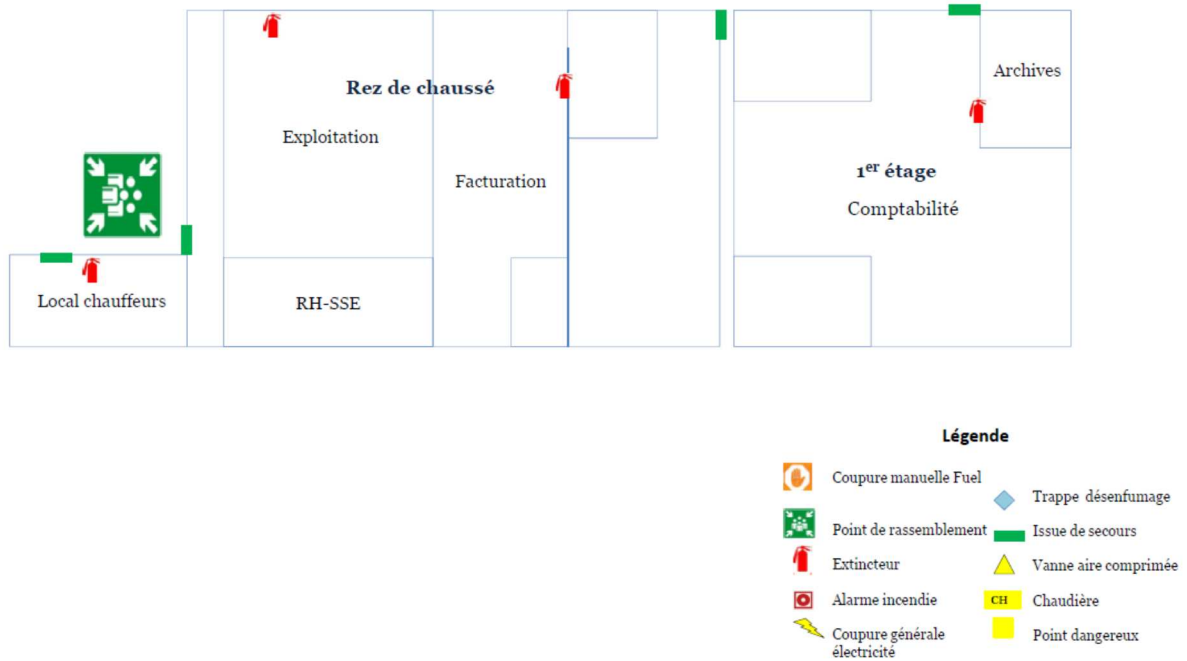 Rez de chaussé
Exploitation
Facturation
Local chauffeurs
RH-SSE
Archives
1er étage
Comptabilité
Légende
Coupure manuelle Fuel
Trappe désenfumage
Point de rassemblement
Issue de secours
Extincteur
Vanne aire comprimée
Alarme incendie
CH Chaudière
Coupure générale
électricité
Point dangereux